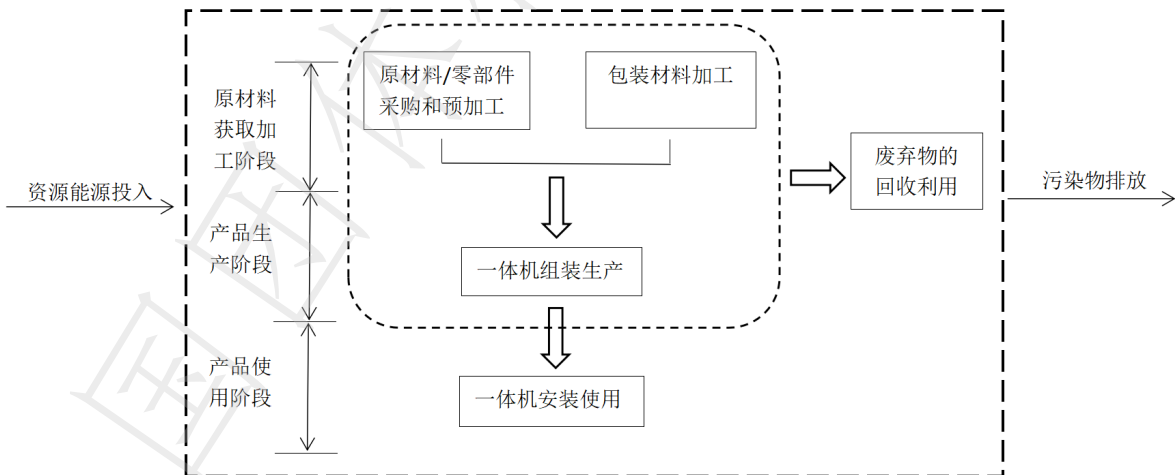 原材料/零部件
采购和预加工
包装材料加工
原材料
获取加
工阶段
废弃物的
回收利用
资源能源投入
污染物排放
产品生
产阶段
一体机组装生产
产品使
用阶段
一体机安装使用
国团体